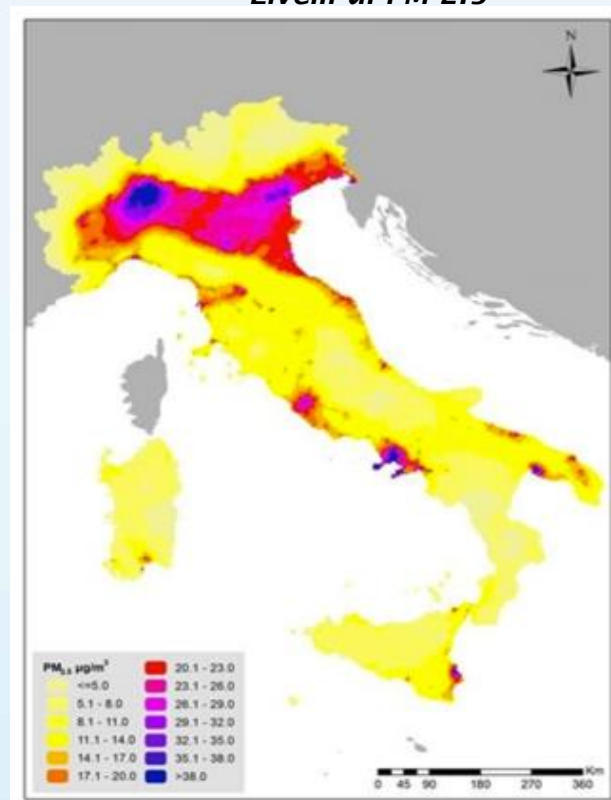 Livelli di PM 2.5
N
PM2.5 µg/m³
<=5.0
5.1 - 8.0
8.1 - 11.0
11.1 - 14.0
14.1 - 17.0
17.1 - 20.0
20.1 - 23.0
23.1 - 26.0
26.1 - 29.0
29.1 - 32.0
32.1 - 35.0
35.1 - 38.0
>38.0
Km
0 45 90 180 270 360